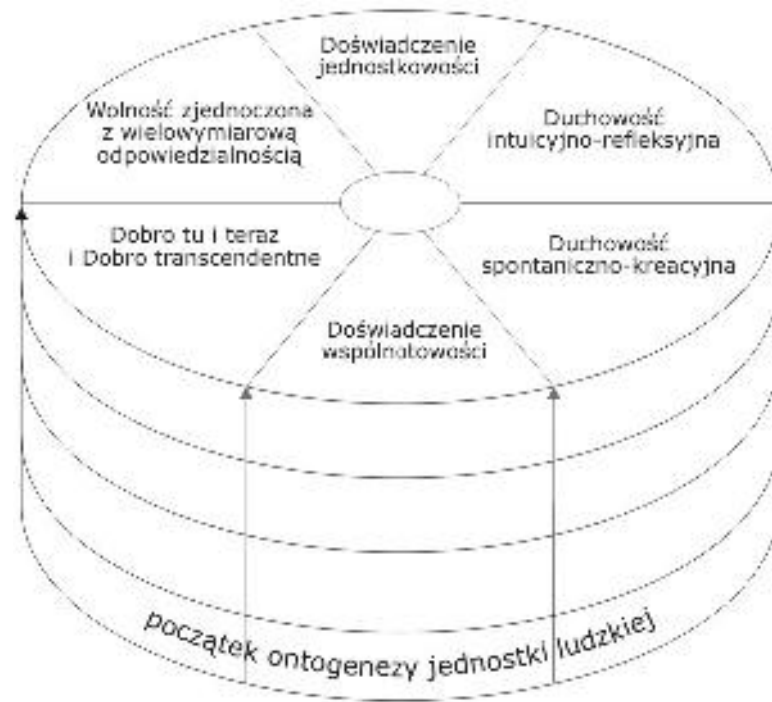 Doświadczenie
jednostkowości
Wolność zjednoczona
z wielowymiarową
odpowiedzialnością
Duchowość
intuicyjno-refleksyjna
Dobro tu i teraz
i Dobro transcendentne
Duchowość
spontaniczno-kreacyjna
Doświadczenie
wspólnotowości
początek ontogenezy jednostki ludzkiej